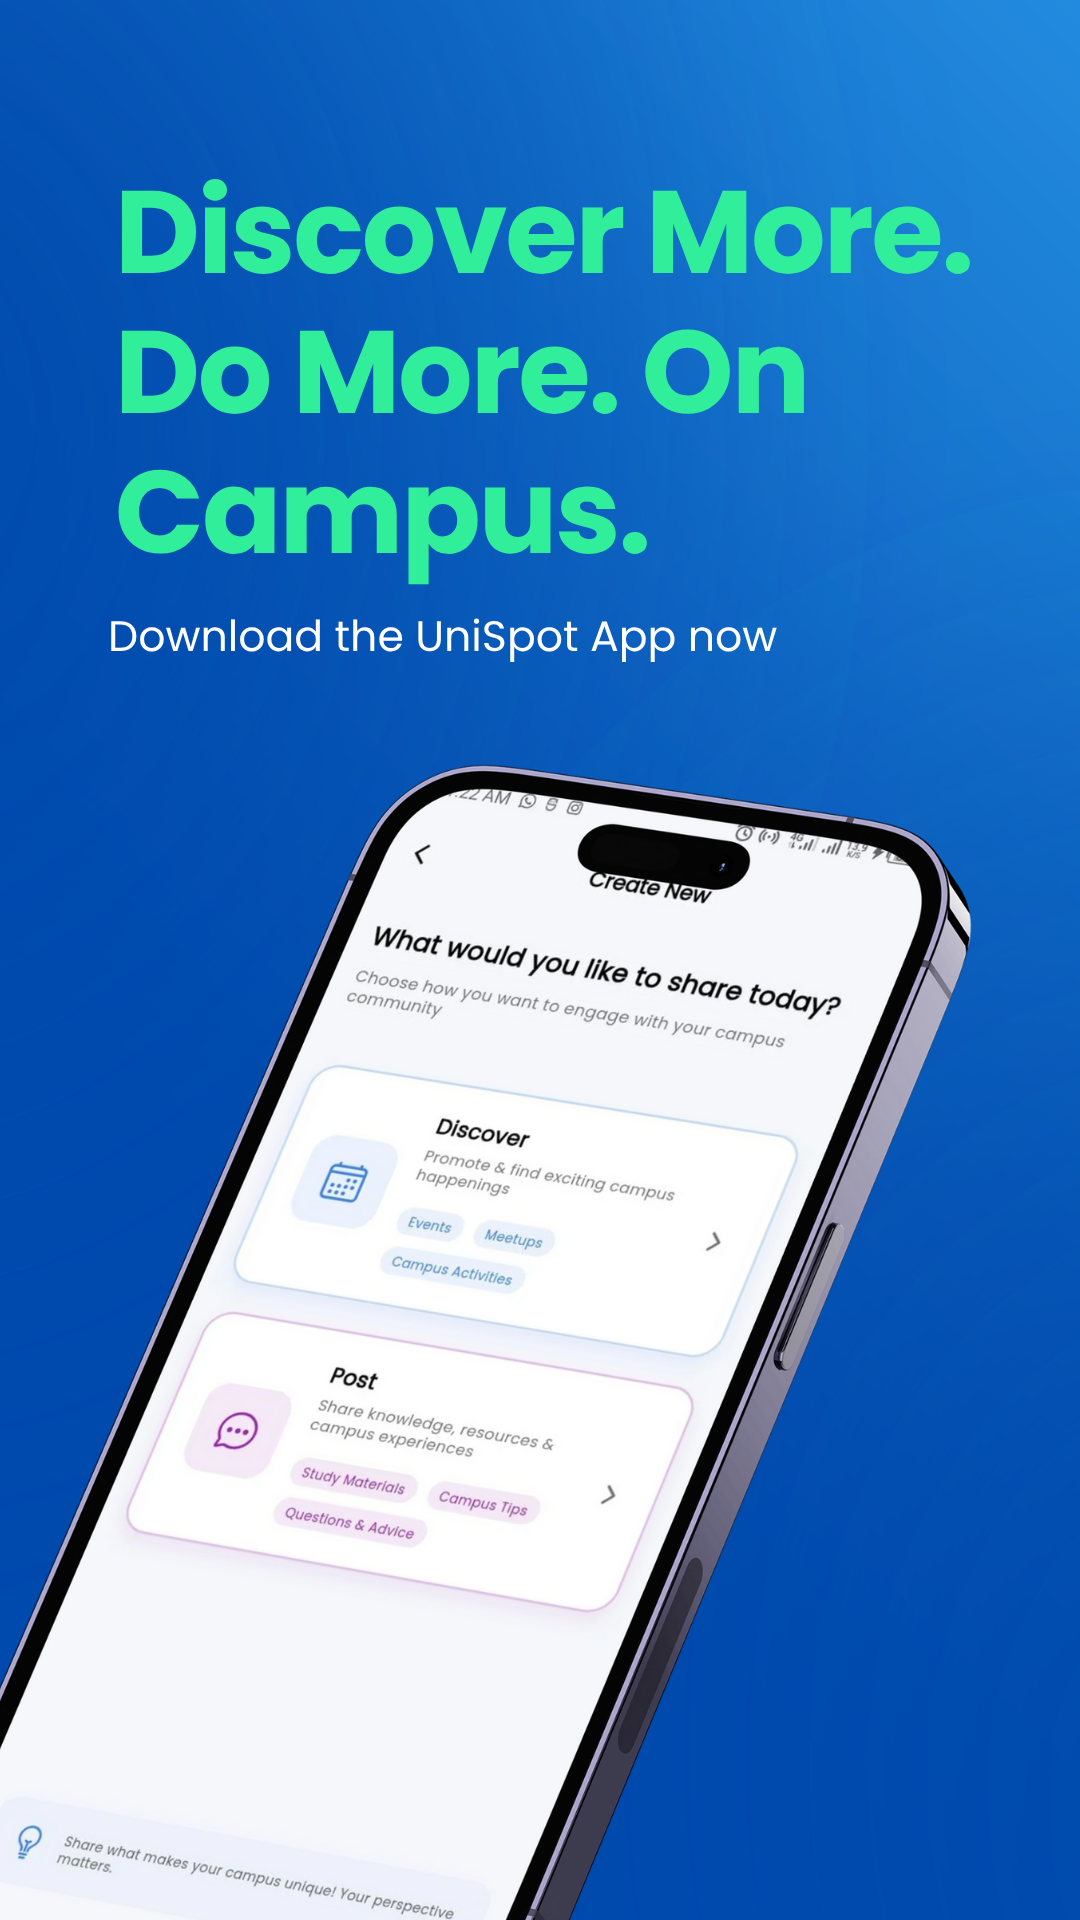 Discover More.
Do More. On
Campus.
Download the UniSpot App now
:22 AM
4G
13.9
K/S
Create New
What would you like to share today?
Choose how you want to engage with your campus
community
Discover
Promote & find exciting campus
happenings
Events Meetups
Campus Activities
Post
Share knowledge, resources &
campus experiences
Study Materials Campus Tips
Questions & Advice
Share what makes your campus unique! Your perspective
matters.